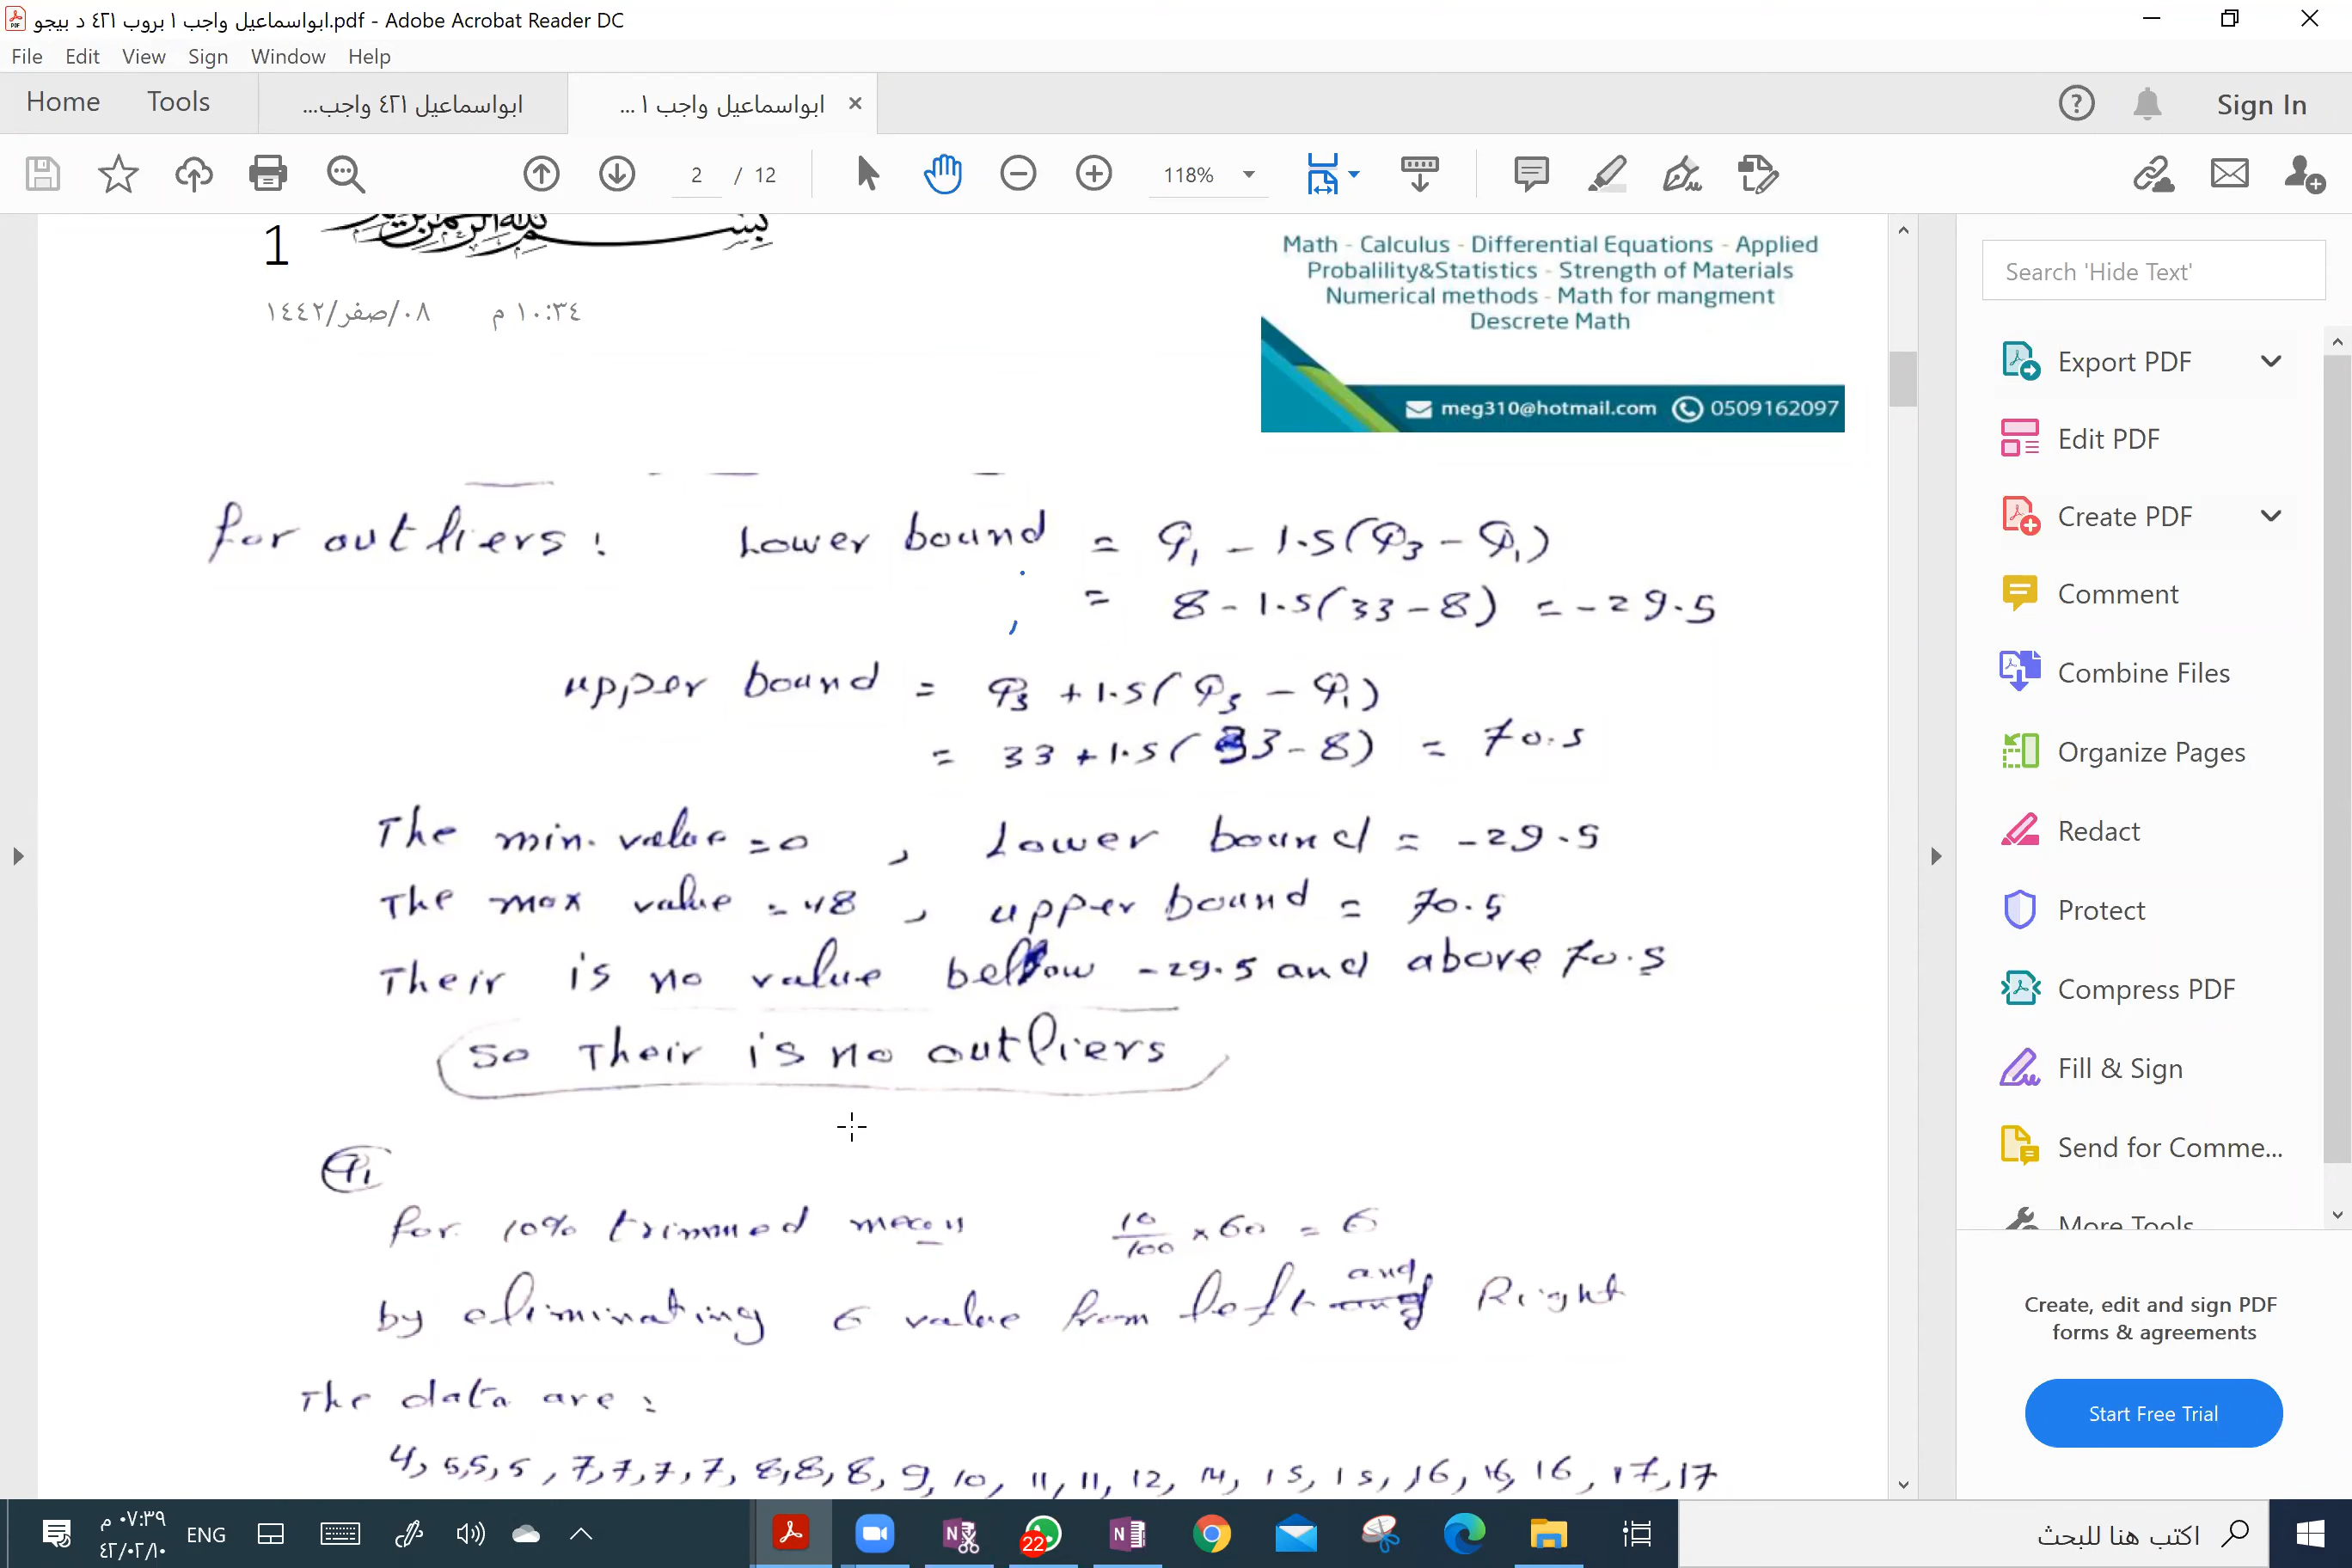 ابواسماعيل واجب ١ بروب ٤٢١ د بيجو.pdf - Adobe Acrobat Reader DC
File Edit View Sign Window Help
Home Tools ابواسماعيل ٤٢١ واجب... ابواسماعيل واجب ١ ... Sign In
2 / 12 118%
1
٠٨/صفر/١٤٤٢ ١٠:٣٤ م
Math - Calculus - Differential Equations - Applied
Probalility&Statistics - Strength of Materials
Numerical methods - Math for mangment
Descrete Math
meg310@hotmail.com 0509162097
for outliers : Lower bound = Q1 - 1.5(Q3 - Q1)
= 8 - 1.5(33 - 8) = -29.5
upper bound = Q3 + 1.5(Q3 - Q1)
= 33 + 1.5(33 - 8) = 70.5
The min. value = 0 , Lower bound = -29.5
The max value = 48 , upper bound = 70.5
Their is no value below -29.5 and above 70.5
So Their is no outliers
Q1
for 10% trimmed mean 10/100 × 60 = 6
by eliminating 6 value from left and Right
The data are :
4, 5, 5, 5, 7, 7, 7, 7, 8, 8, 8, 9, 10, 11, 11, 12, 14, 15, 15, 16, 16, 16, 17, 17
Search 'Hide Text'
Export PDF
Edit PDF
Create PDF
Comment
Combine Files
Organize Pages
Redact
Protect
Compress PDF
Fill & Sign
Send for Comme...
More Tools
Create, edit and sign PDF
forms & agreements
Start Free Trial
٠٧:٣٩ م
٤٢/٠٢/١٠
ENG
22
اكتب هنا للبحث